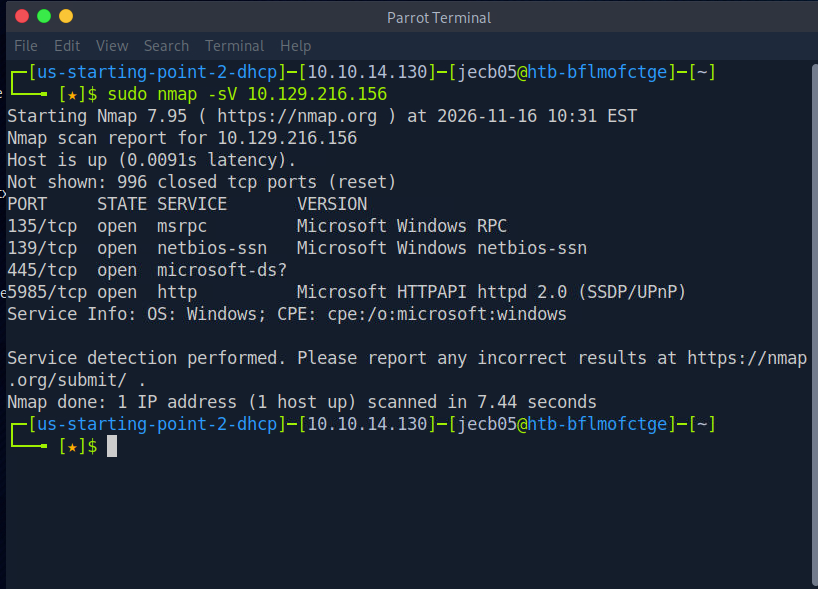 Parrot Terminal
File Edit View Search Terminal Help
┌─[us-starting-point-2-dhcp]─[10.10.14.130]─[jecb05@htb-bflmofctge]─[~]
└──╼ [★]$ sudo nmap -sV 10.129.216.156
Starting Nmap 7.95 ( https://nmap.org ) at 2026-11-16 10:31 EST
Nmap scan report for 10.129.216.156
Host is up (0.0091s latency).
Not shown: 996 closed tcp ports (reset)
PORT     STATE SERVICE       VERSION
135/tcp  open  msrpc         Microsoft Windows RPC
139/tcp  open  netbios-ssn   Microsoft Windows netbios-ssn
445/tcp  open  microsoft-ds?
5985/tcp open  http          Microsoft HTTPAPI httpd 2.0 (SSDP/UPnP)
Service Info: OS: Windows; CPE: cpe:/o:microsoft:windows
Service detection performed. Please report any incorrect results at https://nmap
.org/submit/ .
Nmap done: 1 IP address (1 host up) scanned in 7.44 seconds
┌─[us-starting-point-2-dhcp]─[10.10.14.130]─[jecb05@htb-bflmofctge]─[~]
└──╼ [★]$